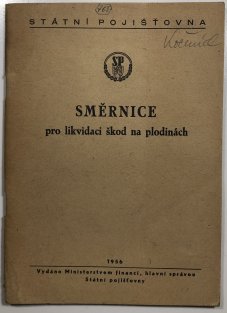 STÁTNÍ POJIŠŤOVNA
SP
SMĚRNICE
pro likvidaci škod na plodinách
1956
Vydáno Ministerstvem financí, hlavní správou
Státní pojišťovny